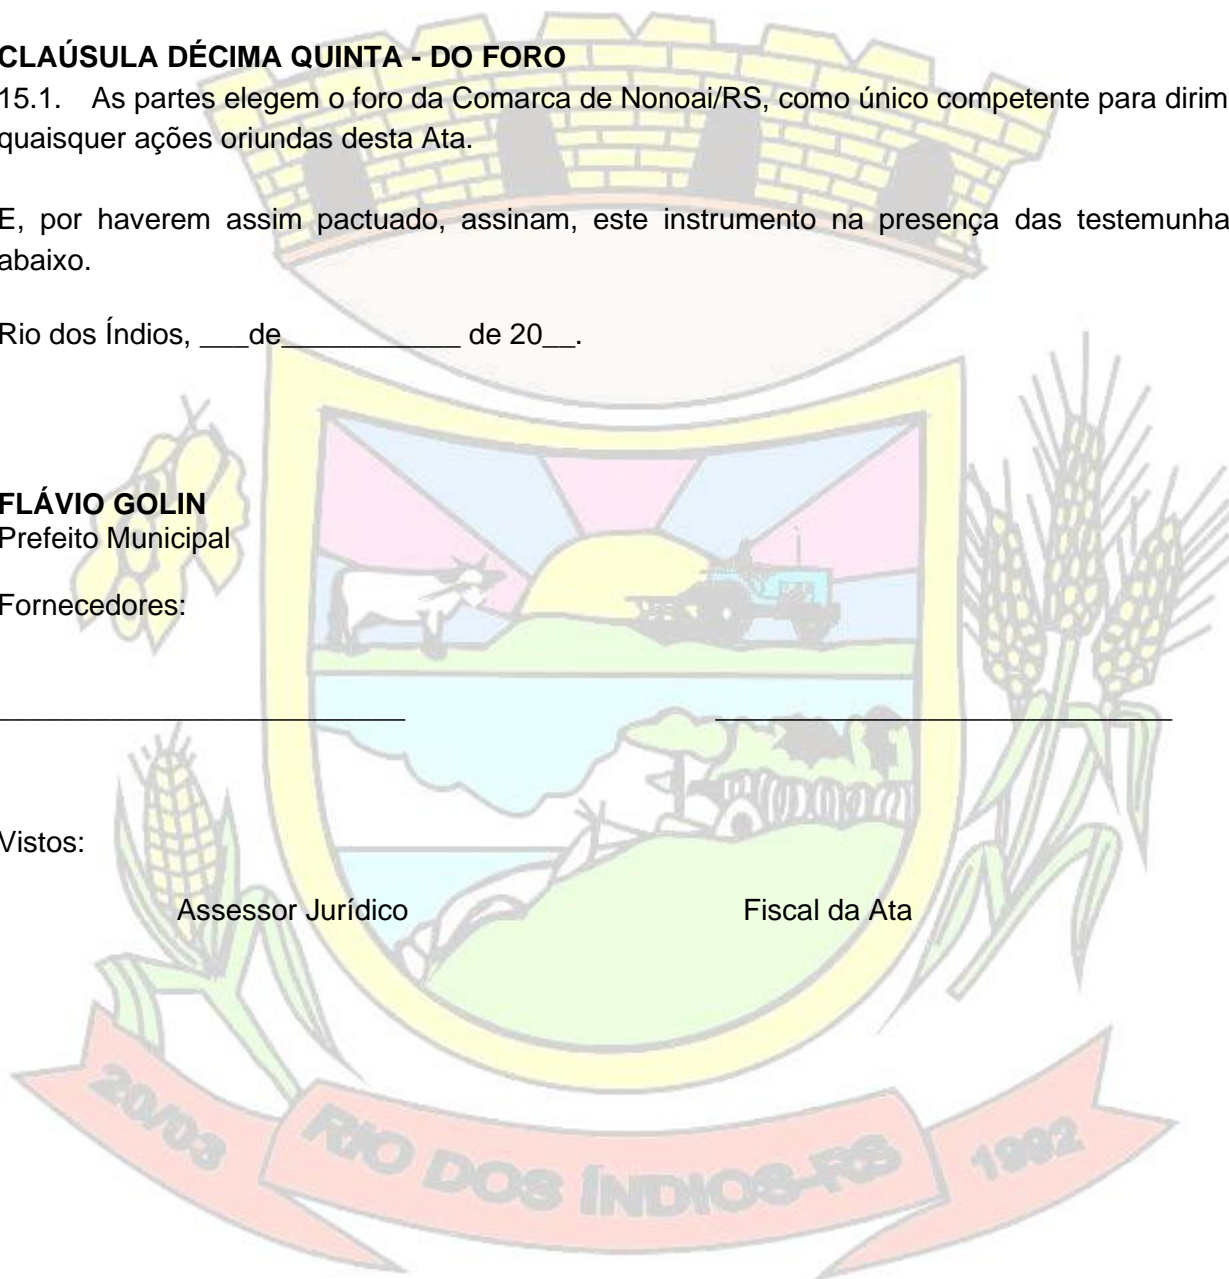 CLAÚSULA DÉCIMA QUINTA - DO FORO
15.1. As partes elegem o foro da Comarca de Nonoai/RS, como único competente para dirim
quaisquer ações oriundas desta Ata.
E, por haverem assim pactuado, assinam, este instrumento na presença das testemunha
abaixo.
Rio dos Índios, ___de___________ de 20__.
FLÁVIO GOLIN
Prefeito Municipal
Fornecedores:
_________________________ ____________________________
Vistos:
Assessor Jurídico Fiscal da Ata
20/03 RIO DOS ÍNDIOS-RS 1992